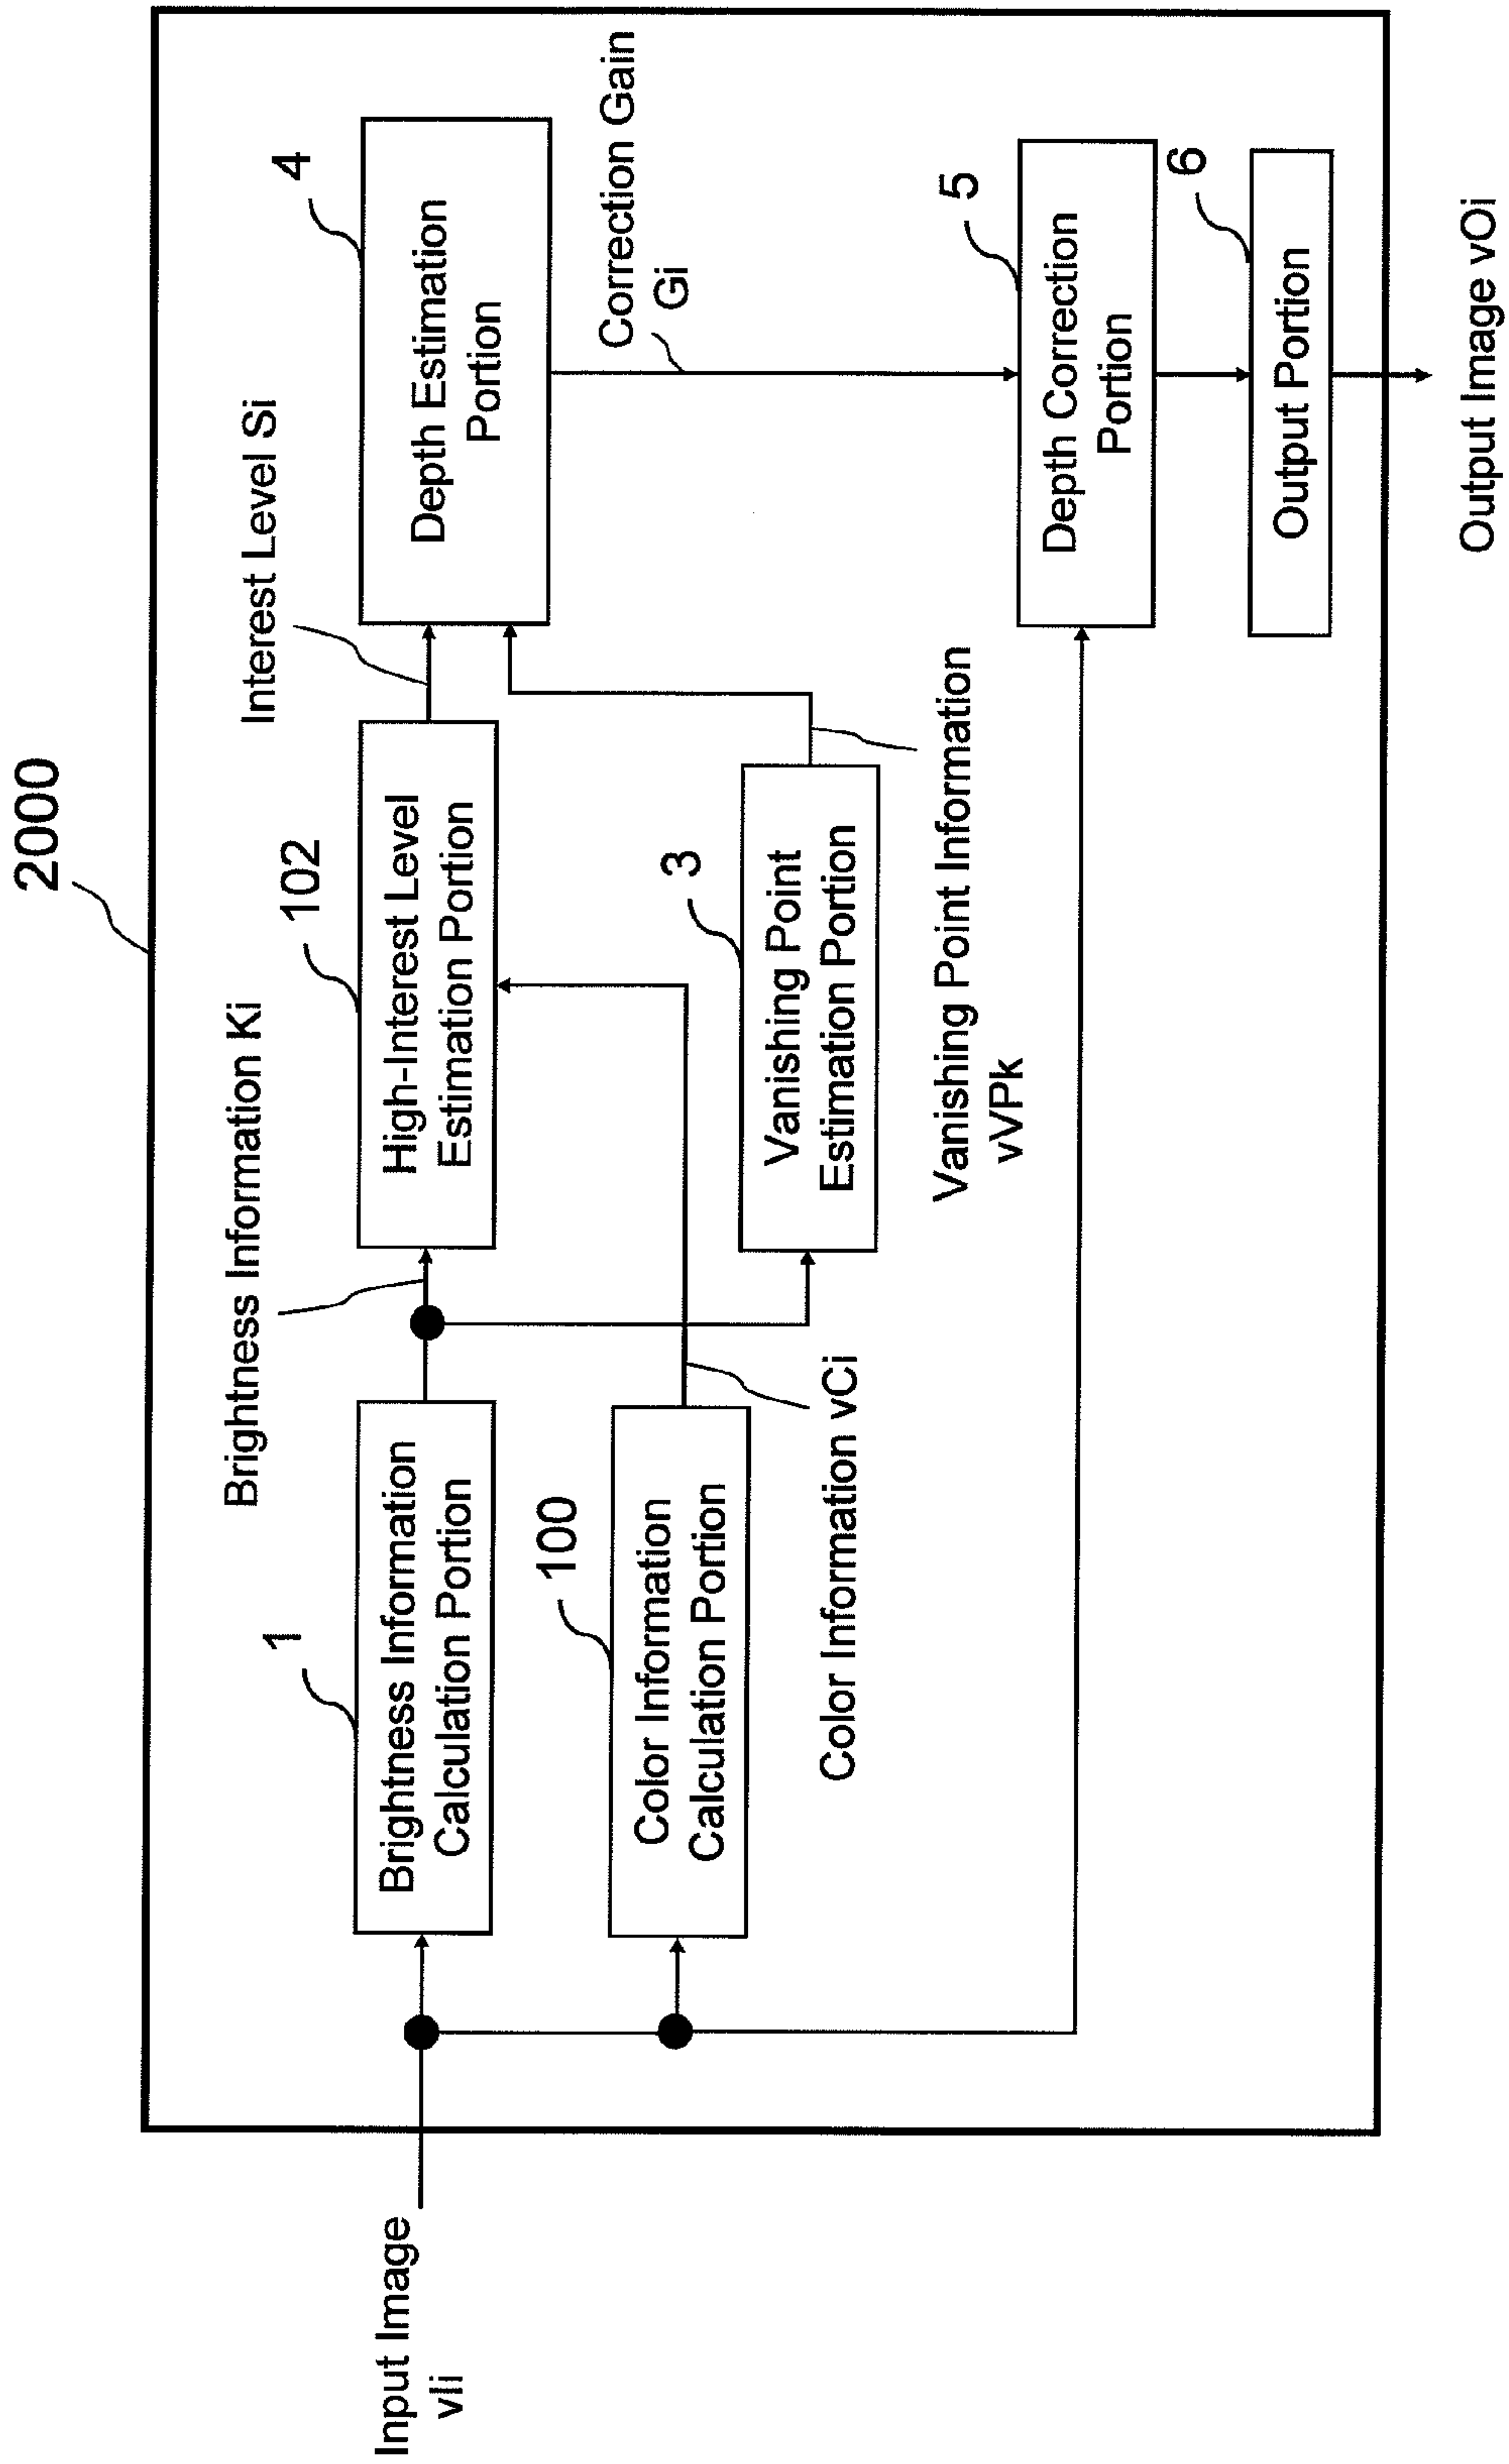 2000
Input Image
vIi
1
Brightness Information
Calculation Portion
Brightness Information Ki
102
High-Interest Level
Estimation Portion
Interest Level Si
4
Depth Estimation
Portion
100
Color Information
Calculation Portion
Color Information vCi
3
Vanishing Point
Estimation Portion
Vanishing Point Information
vVPk
Correction Gain
Gi
5
Depth Correction
Portion
6
Output Portion
Output Image vOi